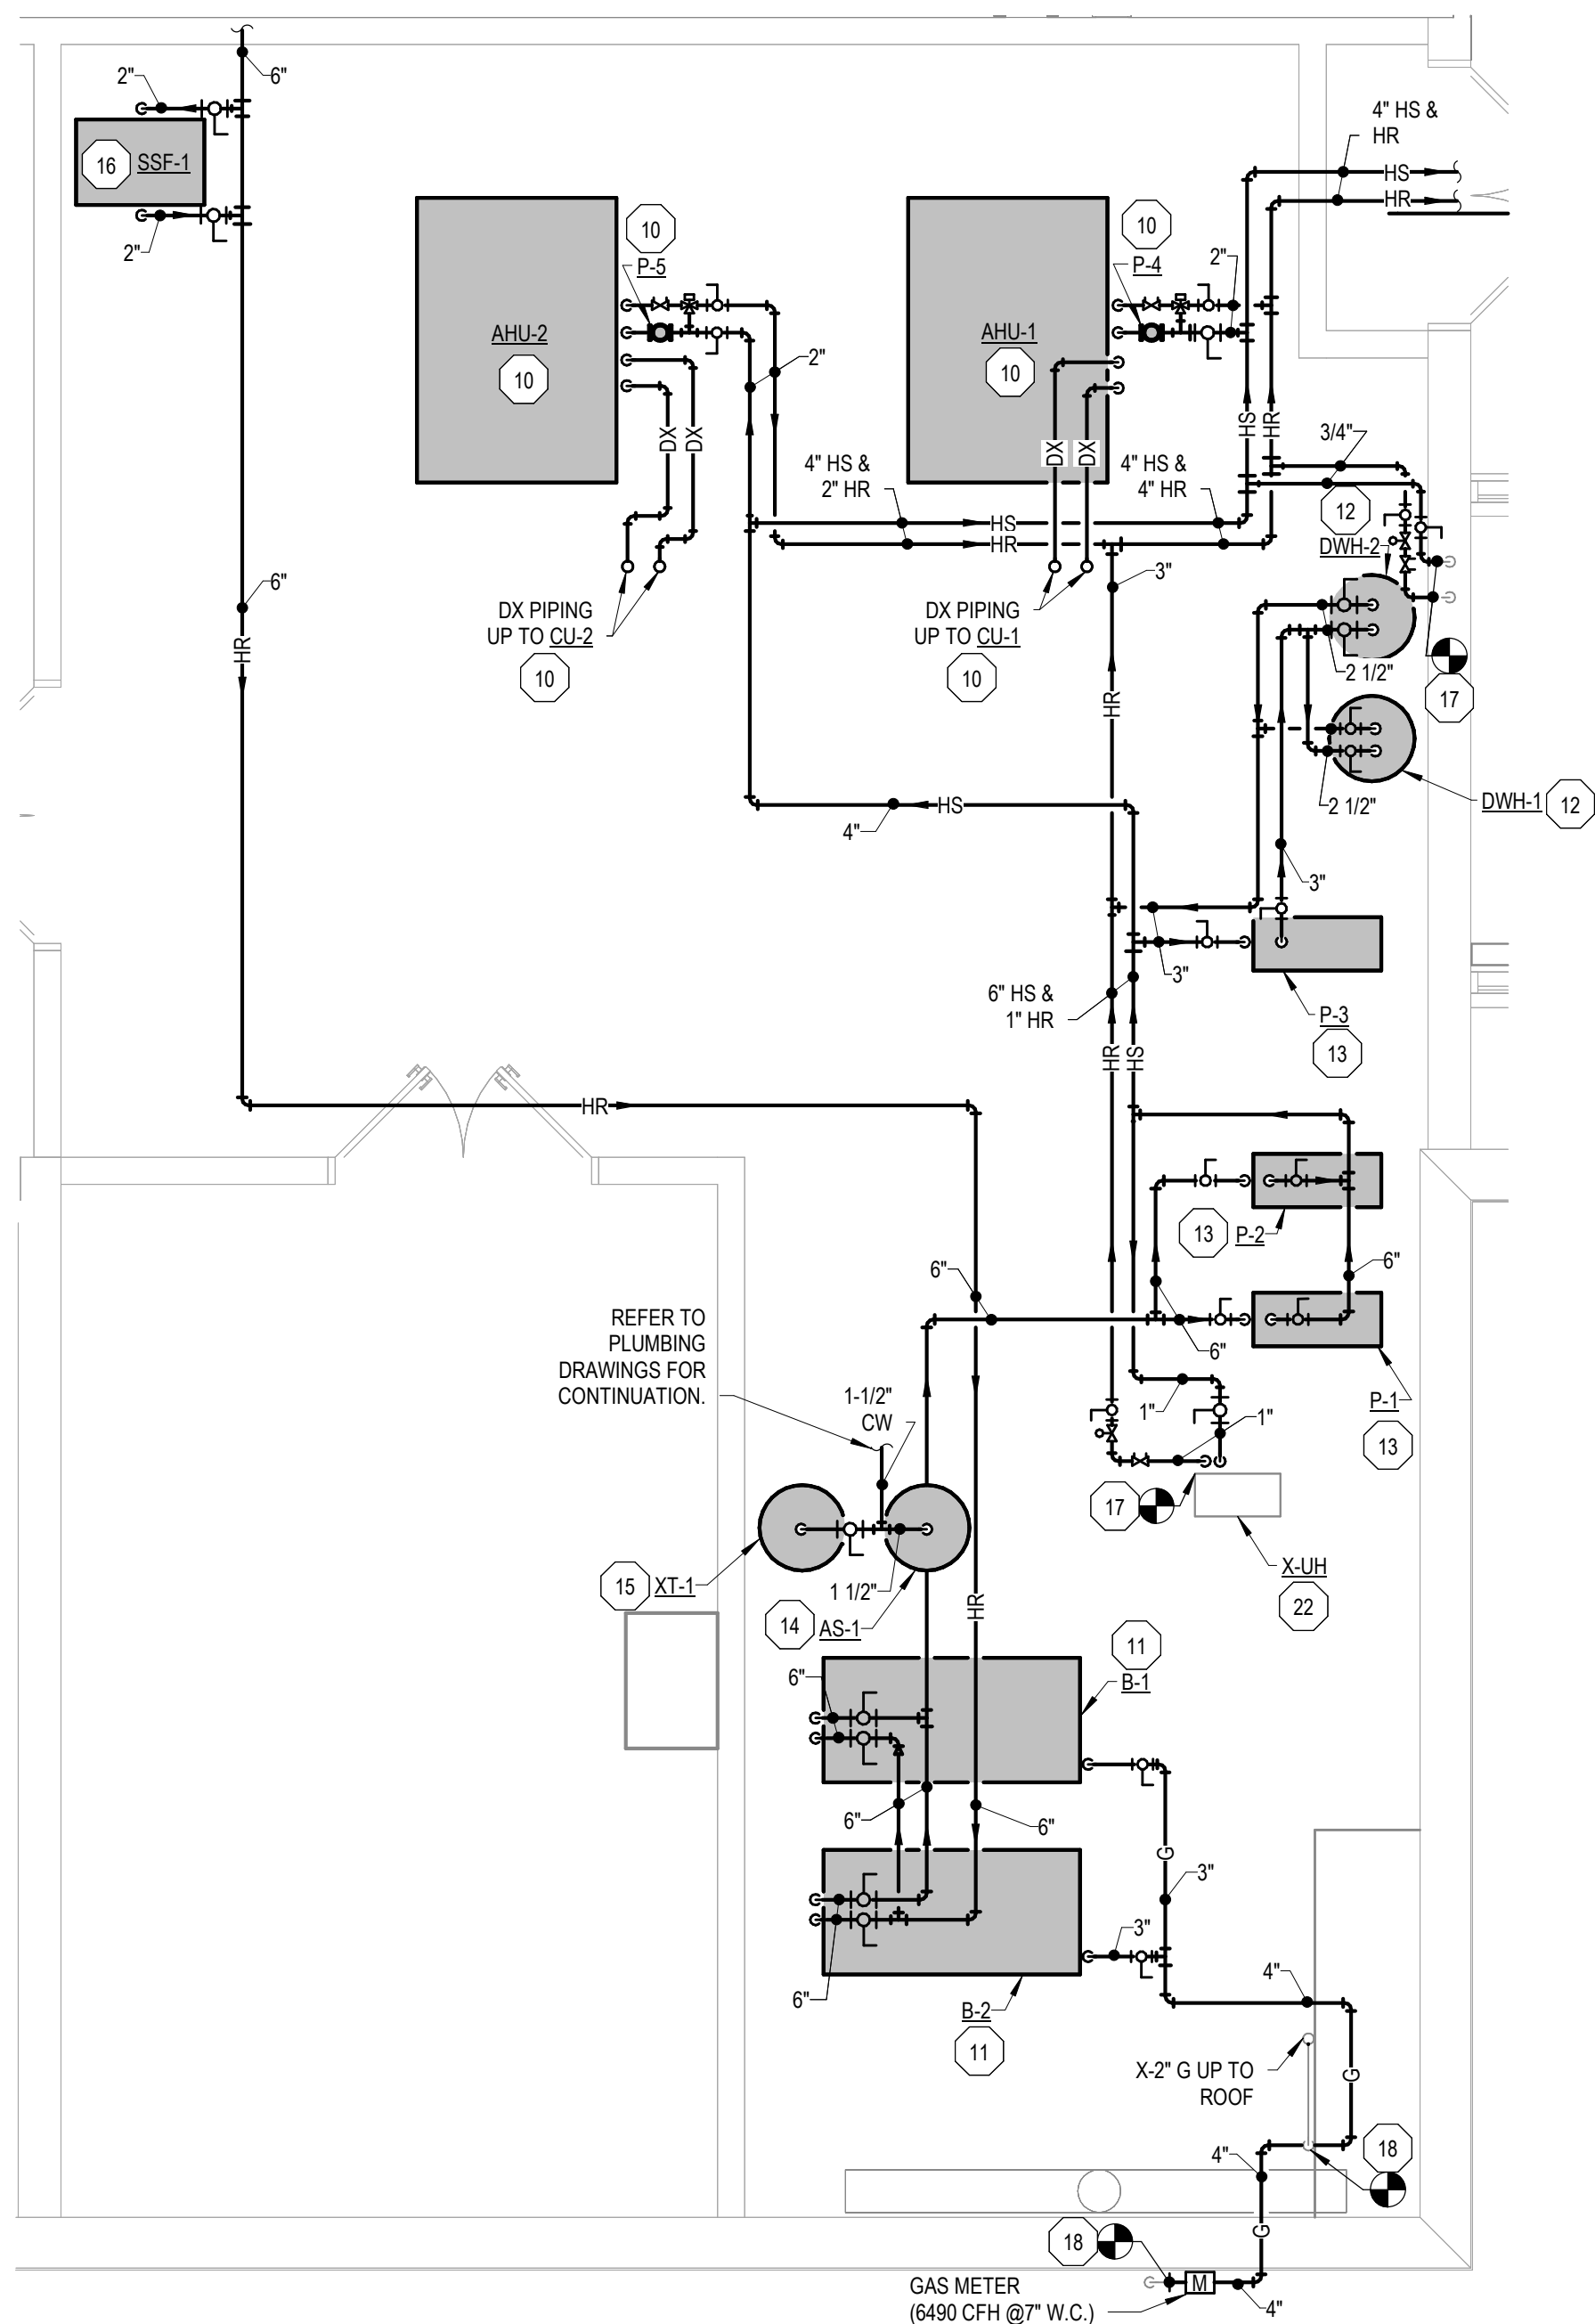 6"
2"
16 SSF-1
2"
4" HS &
HR
HS
HR
10
P-5
10
P-4
2"
AHU-2
10
AHU-1
10
2"
DX
DX
DX
DX
HS
HR
3/4"
4" HS &
2" HR
4" HS &
4" HR
12
HS
HR
DWH-2
6"
3"
DX PIPING
UP TO CU-2
10
DX PIPING
UP TO CU-1
10
HR
2 1/2"
17
HR
HS
4"
2 1/2"
DWH-1 12
3"
3"
6" HS &
1" HR
P-3
13
HR
HS
HR
13 P-2
6"
6"
6"
REFER TO
PLUMBING
DRAWINGS FOR
CONTINUATION.
1-1/2"
CW
1"
1"
P-1
13
17
15 XT-1
1 1/2"
14 AS-1
HR
X-UH
22
11
B-1
6"
6"
6"
G
3"
3"
6"
B-2
11
4"
X-2" G UP TO
ROOF
G
18
4"
18
G
GAS METER
(6490 CFH @7" W.C.)
M
4"